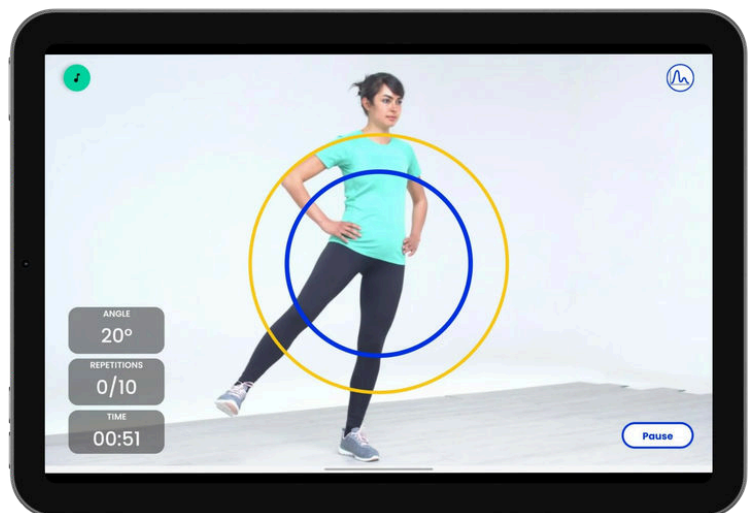 ANGLE
20°
REPETITIONS
0/10
TIME
00:51
Pause